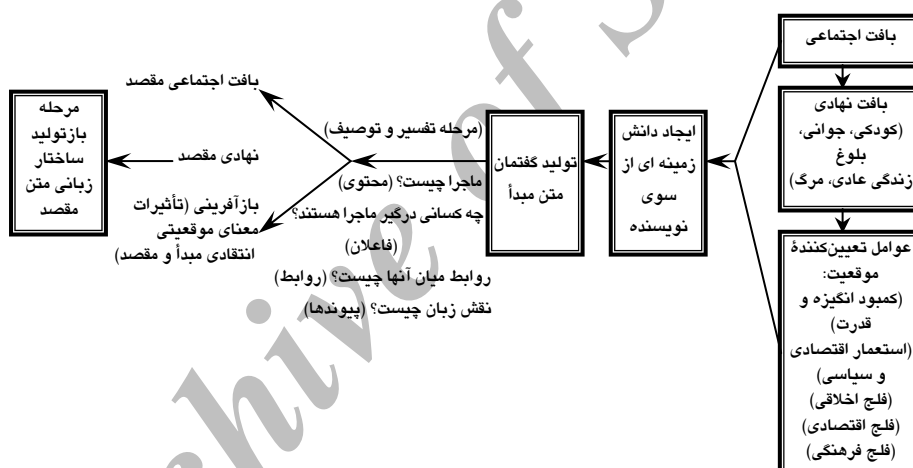 بافت اجتماعی
بافت نهادی
(کودکی، جوانی،
بلوغ
زندگی عادی، مرگ)
عوامل تعیین‌کنندهٔ
موقعیت:
(کمبود انگیزه و
قدرت)
(استعمار اقتصادی
و سیاسی)
(فلج اخلاقی)
(فلج اقتصادی)
(فلج فرهنگی)
ایجاد دانش
زمینه ای از
سوی
نویسنده
تولید گفتمان
متن مبدأ
(مرحله تفسیر و توصیف)
ماجرا چیست؟ (محتوی)
چه کسانی درگیر ماجرا هستند؟
(فاعلان)
روابط میان آنها چیست؟ (روابط)
نقش زبان چیست؟ (پیوندها)
بافت اجتماعی مقصد
نهادی مقصد
بازآفرینی (تأثیرات
معنای موقعیتی
انتقادی مبدأ و مقصد)
مرحله
بازتولید
ساختار
زبانی متن
مقصد